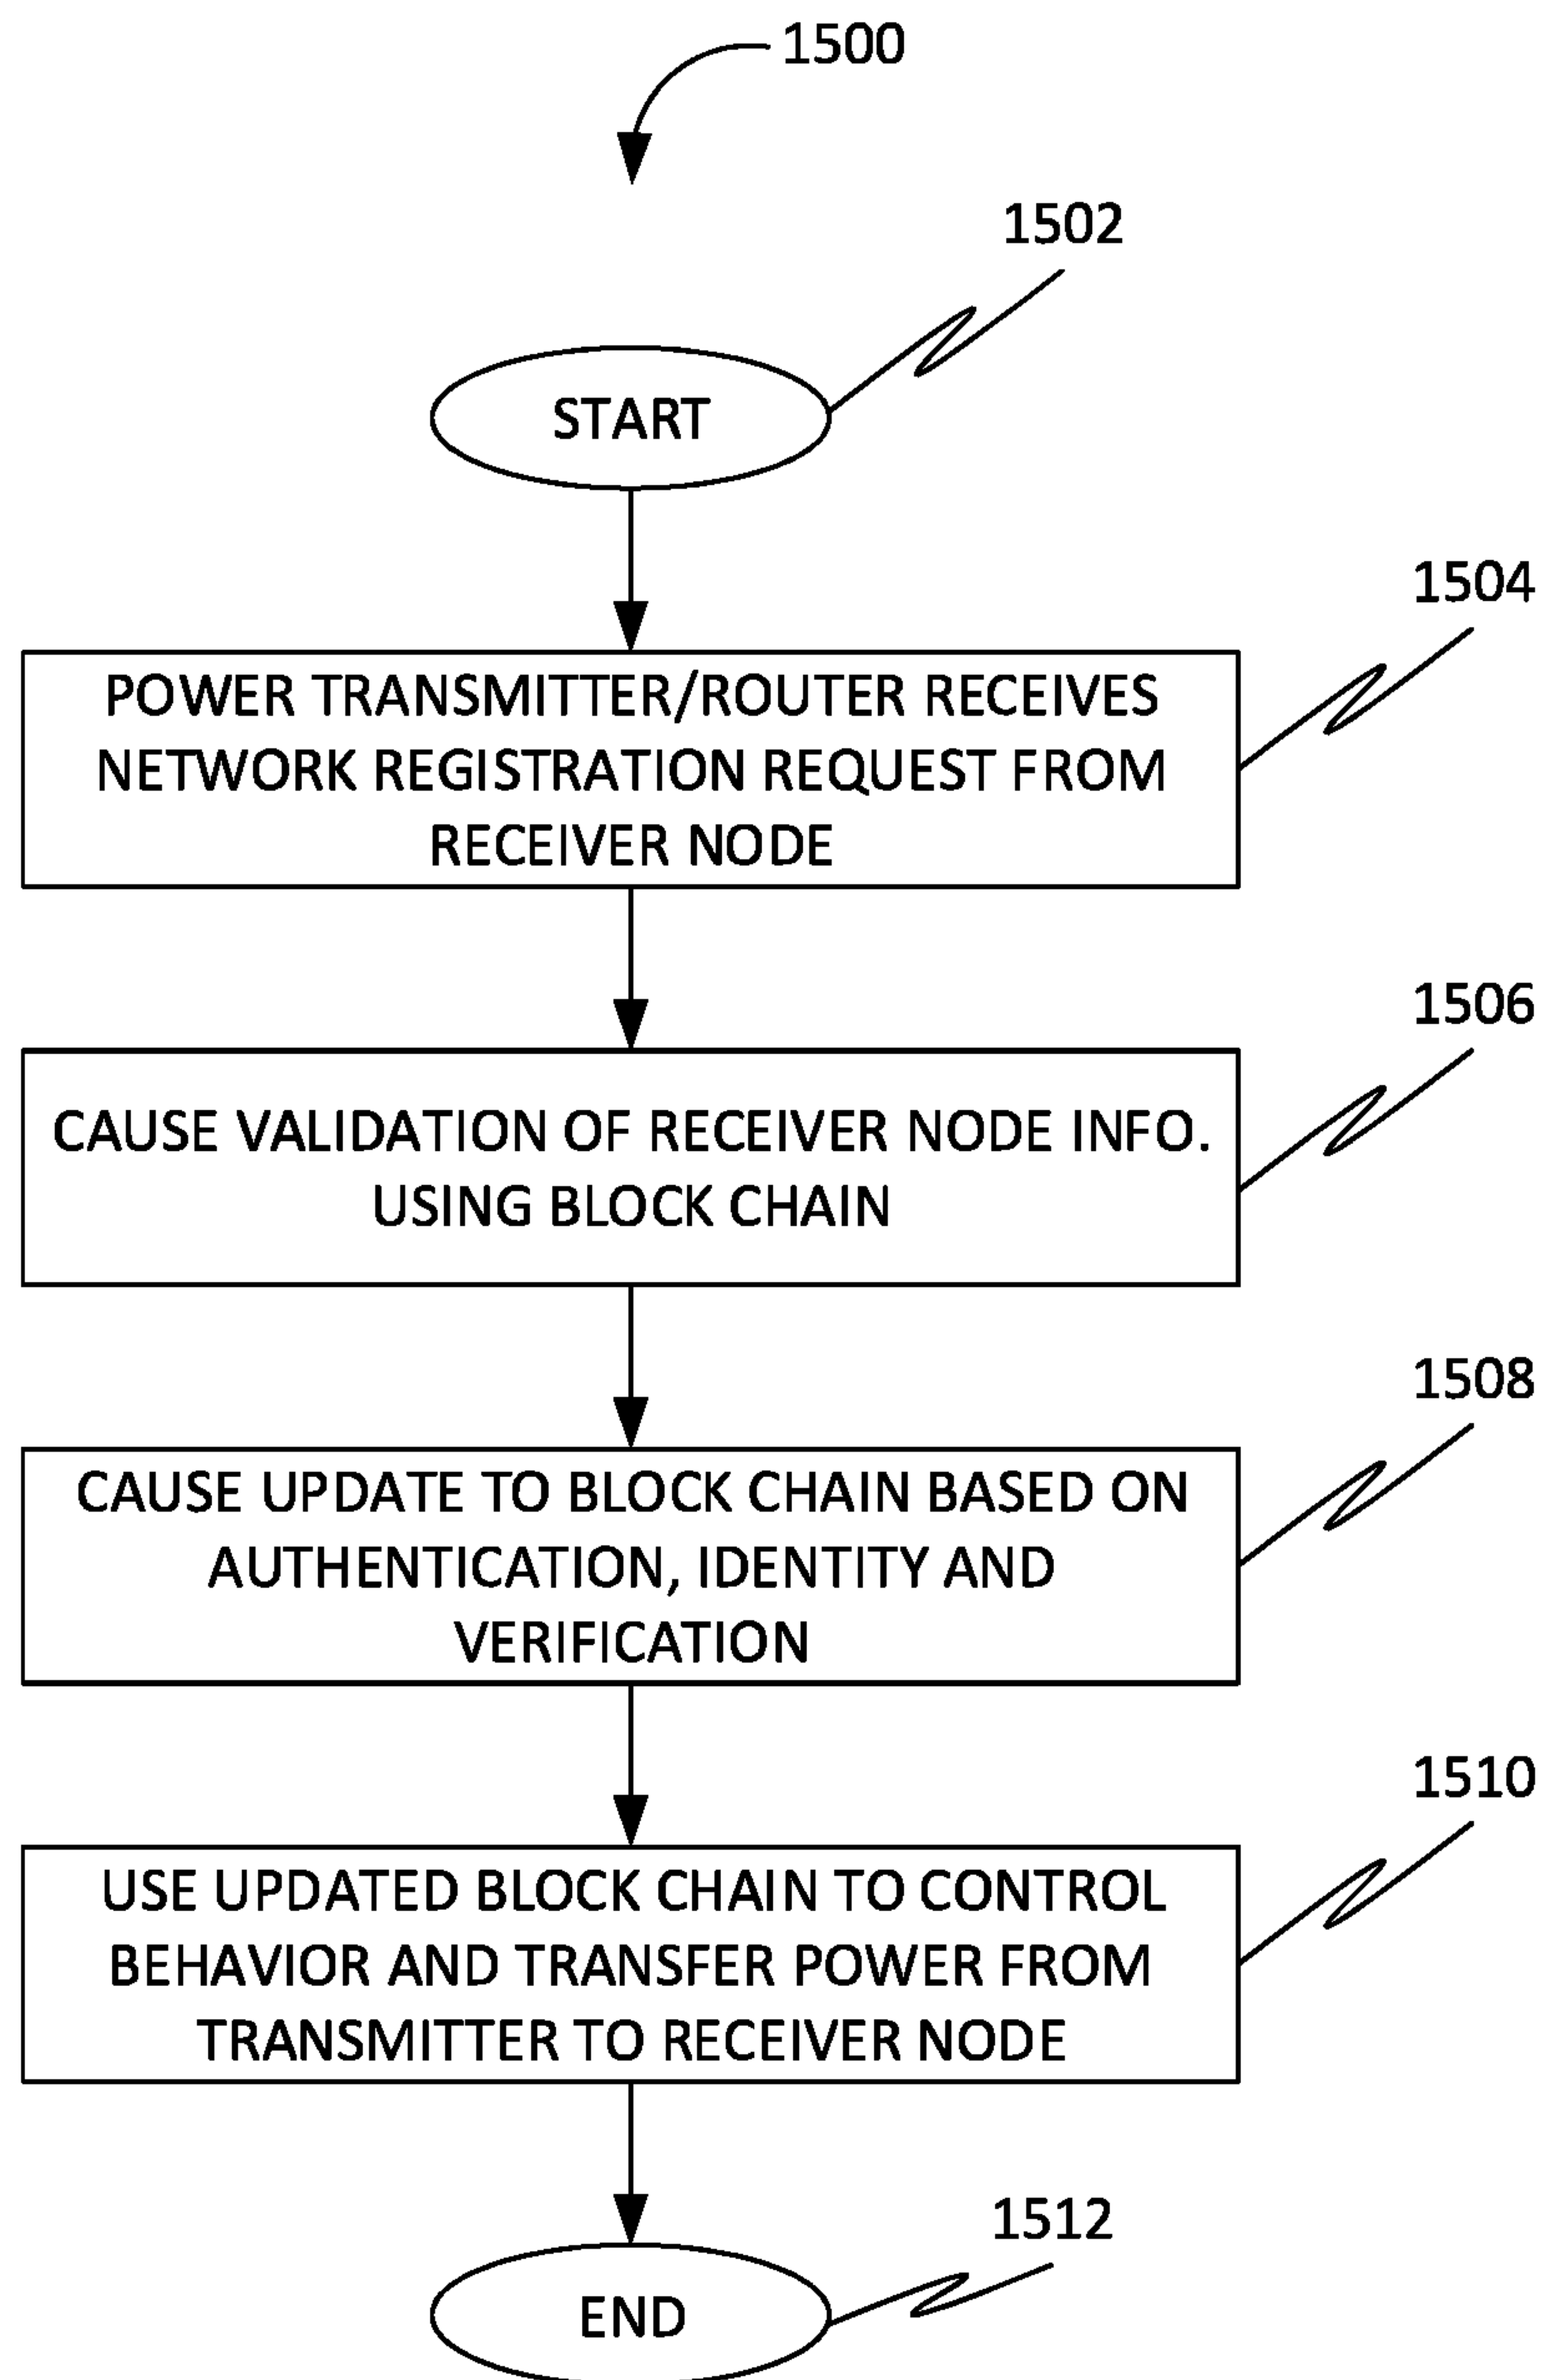 1500
1502
START
1504
POWER TRANSMITTER/ROUTER RECEIVES
NETWORK REGISTRATION REQUEST FROM
RECEIVER NODE
1506
CAUSE VALIDATION OF RECEIVER NODE INFO.
USING BLOCK CHAIN
1508
CAUSE UPDATE TO BLOCK CHAIN BASED ON
AUTHENTICATION, IDENTITY AND
VERIFICATION
1510
USE UPDATED BLOCK CHAIN TO CONTROL
BEHAVIOR AND TRANSFER POWER FROM
TRANSMITTER TO RECEIVER NODE
1512
END